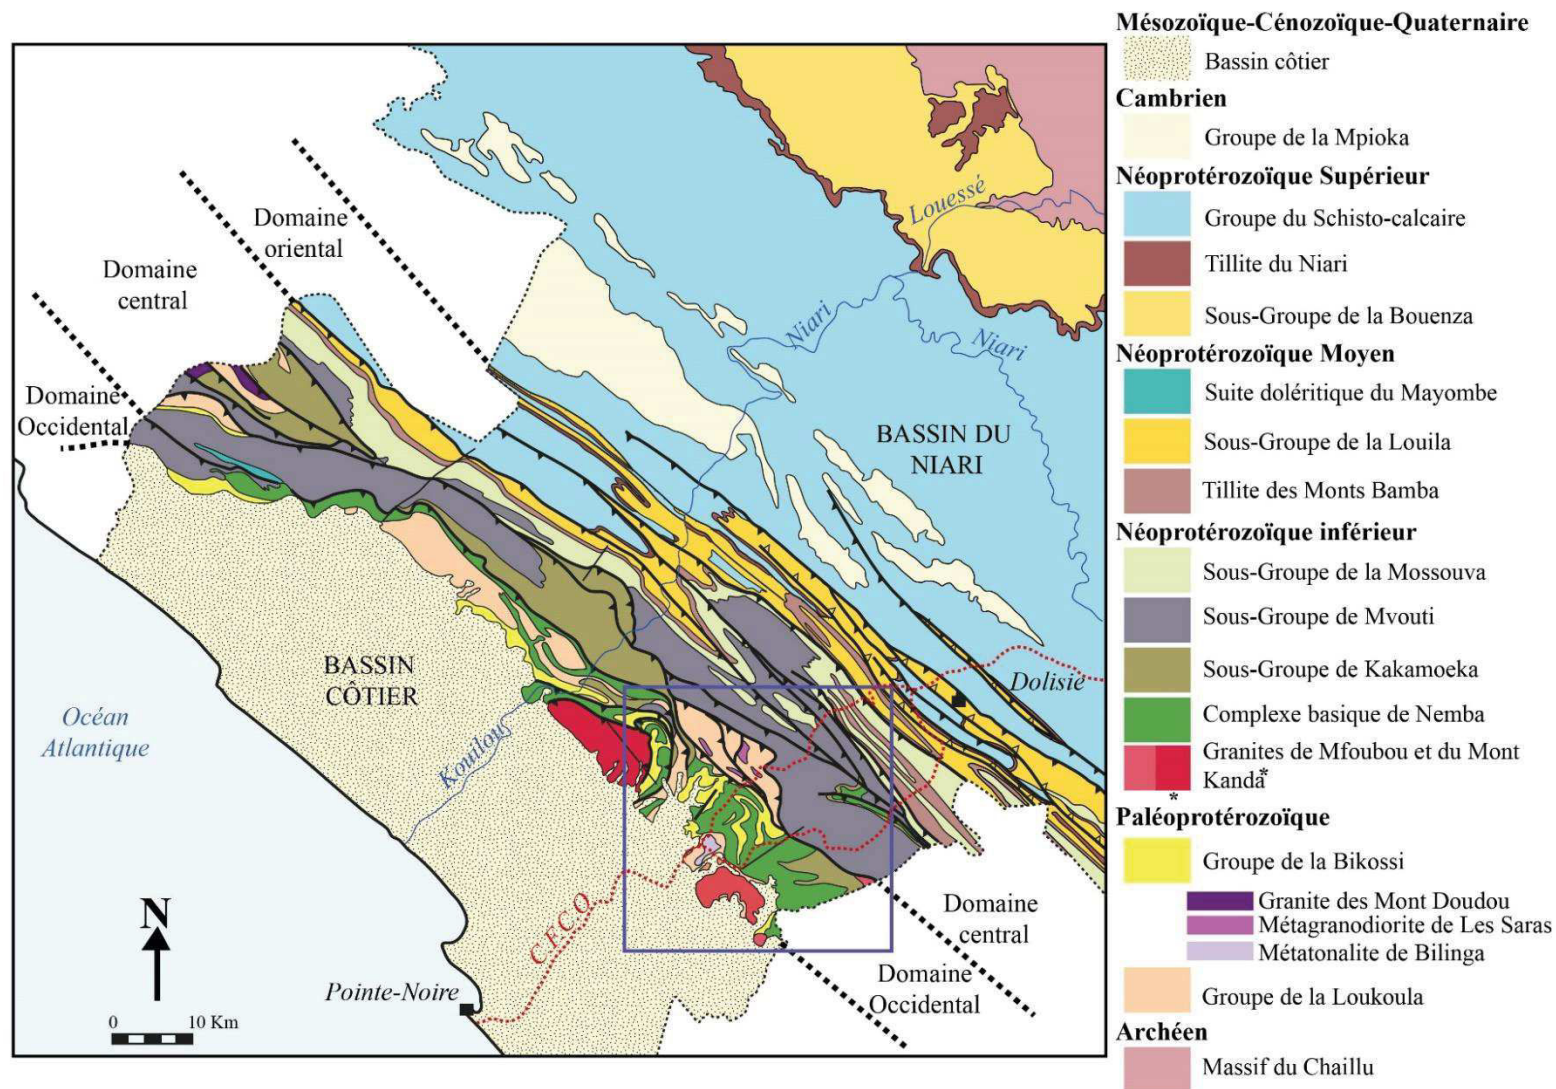 Domaine
oriental
Domaine
central
Domaine
Occidental
Louessé
Niari
Niari
BASSIN DU
NIARI
BASSIN
CÔTIER
Océan
Atlantique
Kouilou
Dolisie
C.F.C.O.
Domaine
central
Domaine
Occidental
N
Pointe-Noire
0 10 Km
Mésozoïque-Cénozoïque-Quaternaire
Bassin côtier
Cambrien
Groupe de la Mpioka
Néoprotérozoïque Supérieur
Groupe du Schisto-calcaire
Tillite du Niari
Sous-Groupe de la Bouenza
Néoprotérozoïque Moyen
Suite doléritique du Mayombe
Sous-Groupe de la Louila
Tillite des Monts Bamba
Néoprotérozoïque inférieur
Sous-Groupe de la Mossouva
Sous-Groupe de Mvouti
Sous-Groupe de Kakamoeka
Complexe basique de Nemba
Granites de Mfoubou et du Mont
Kanda*
*
Paléoprotérozoïque
Groupe de la Bikossi
Granite des Mont Doudou
Métagranodiorite de Les Saras
Métatonalite de Bilinga
Groupe de la Loukoula
Archéen
Massif du Chaillu